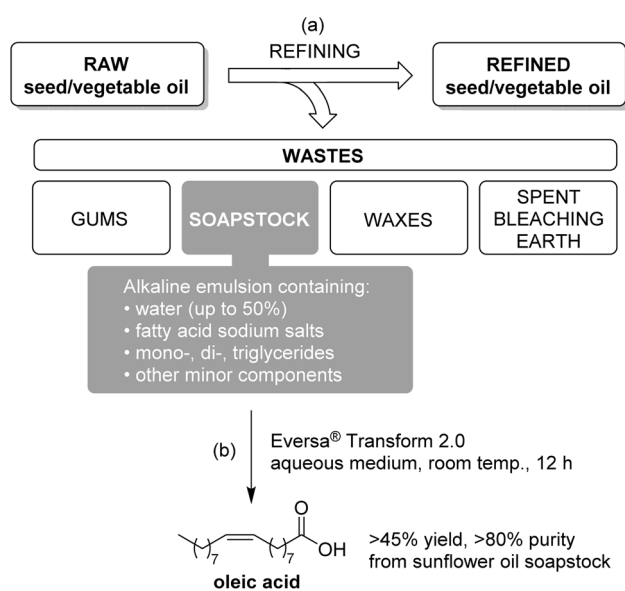 (a)
REFINING
RAW
seed/vegetable oil
REFINED
seed/vegetable oil
WASTES
GUMS
SOAPSTOCK
WAXES
SPENT
BLEACHING
EARTH
Alkaline emulsion containing:
• water (up to 50%)
• fatty acid sodium salts
• mono-, di-, triglycerides
• other minor components
(b)
Eversa® Transform 2.0
aqueous medium, room temp., 12 h
O
OH
7
7
oleic acid
>45% yield, >80% purity
from sunflower oil soapstock